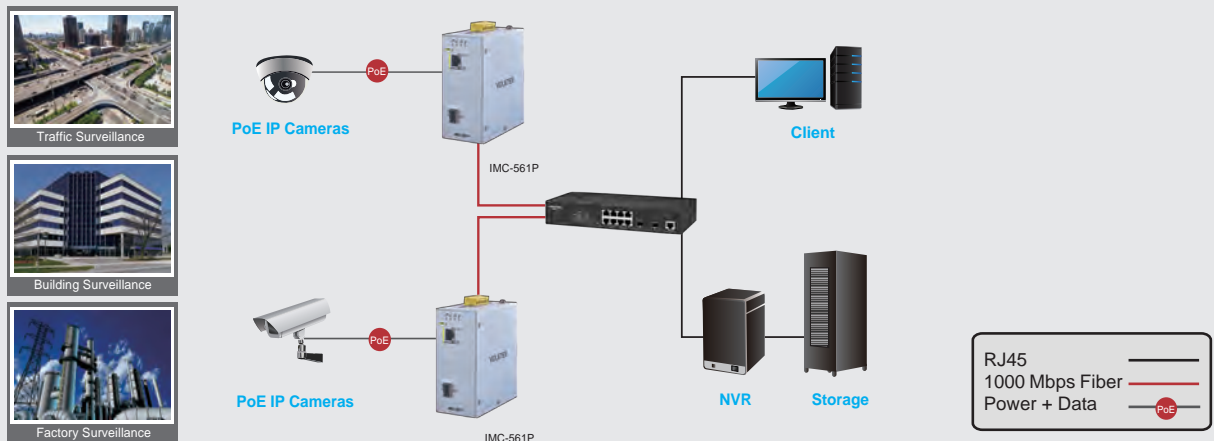 Traffic Surveillance
Building Surveillance
Factory Surveillance
PoE
PoE IP Cameras
IMC-561P
Client
PoE
PoE IP Cameras
IMC-561P
NVR
Storage
RJ45
1000 Mbps Fiber
Power + Data
PoE